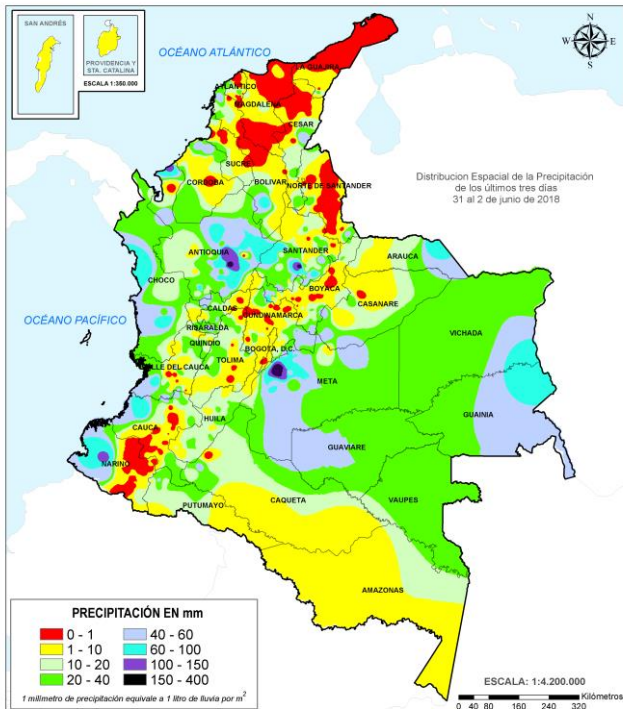 SAN ANDRÉS
PROVIDENCIA Y
STA. CATALINA
ESCALA 1:350.000
OCÉANO ATLÁNTICO
N
W
E
S
LA GUAJIRA
ATLÁNTICO
MAGDALENA
CESAR
SUCRE
CORDOBA
BOLIVAR
NORTE DE SANTANDER
Distribucion Espacial de la Precipitación
de los últimos tres días
31 al 2 de junio de 2018
ANTIOQUIA
SANTANDER
ARAUCA
CHOCO
BOYACA
CASANARE
OCÉANO PACÍFICO
CALDAS
CUNDINAMARCA
RISARALDA
VICHADA
QUINDIO
BOGOTA, D.C.
TOLIMA
VALLE DEL CAUCA
META
GUAINIA
HUILA
CAUCA
GUAVIARE
NARIÑO
CAQUETA
VAUPES
PUTUMAYO
AMAZONAS
PRECIPITACIÓN EN mm
0 - 1
1 - 10
10 - 20
20 - 40
40 - 60
60 - 100
100 - 150
150 - 400
1 milímetro de precipitación equivale a 1 litro de lluvia por m²
ESCALA: 1:4.200.000
Kilómetros
0 40 80 160 240 320